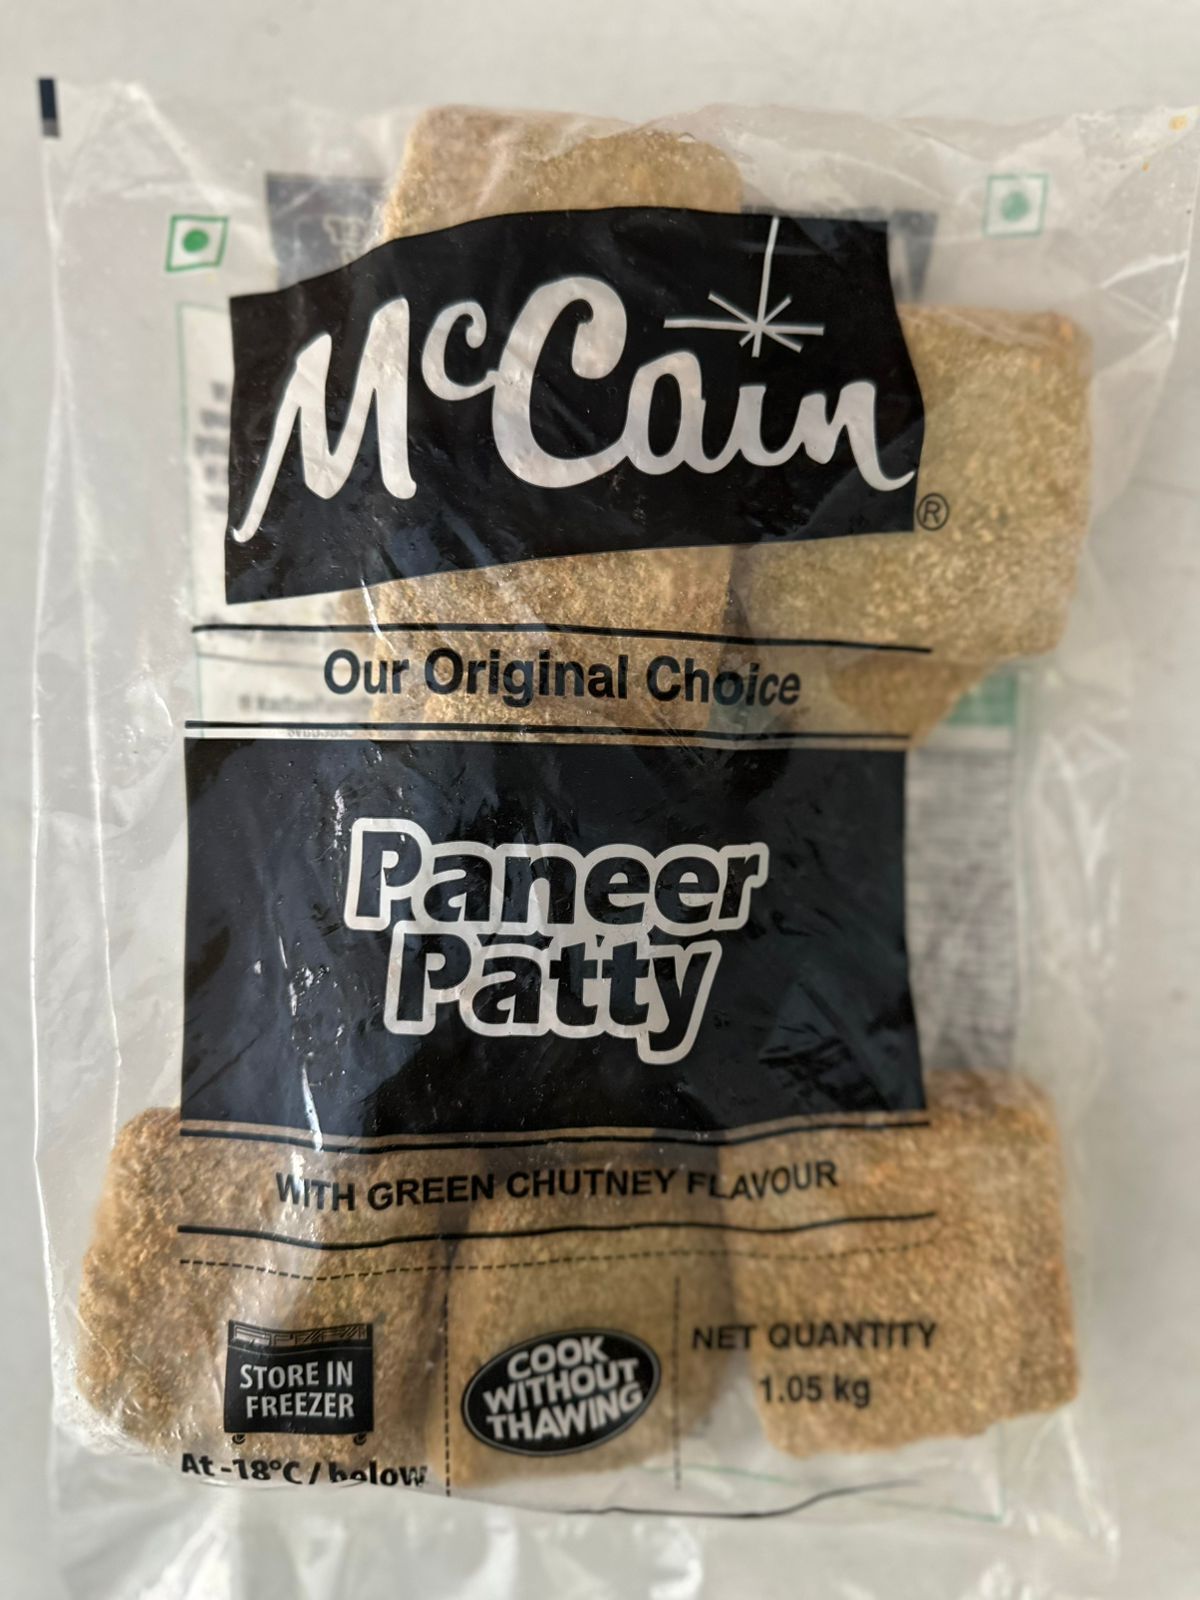 McCain
®
Our Original Choice
Paneer
Patty
WITH GREEN CHUTNEY FLAVOUR
STORE IN
FREEZER
At -18°C / below
COOK
WITHOUT
THAWING
NET QUANTITY
1.05 kg